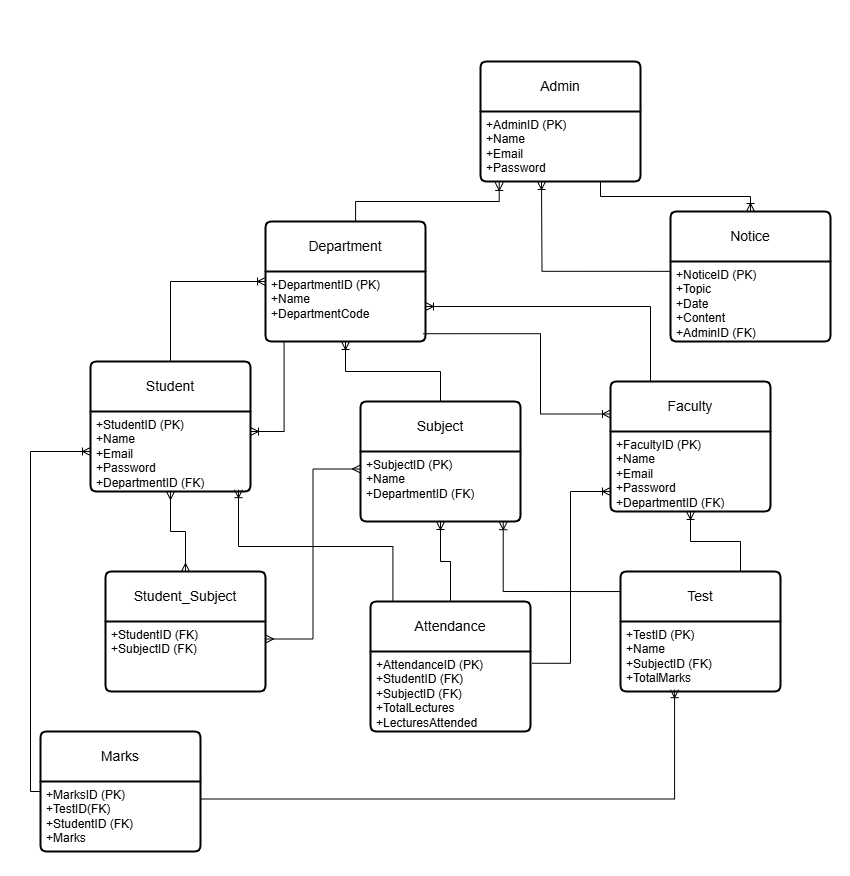 Admin
+AdminID (PK)
+Name
+Email
+Password
Notice
+NoticeID (PK)
+Topic
+Date
+Content
+AdminID (FK)
Department
+DepartmentID (PK)
+Name
+DepartmentCode
Student
+StudentID (PK)
+Name
+Email
+Password
+DepartmentID (FK)
Subject
+SubjectID (PK)
+Name
+DepartmentID (FK)
Faculty
+FacultyID (PK)
+Name
+Email
+Password
+DepartmentID (FK)
Student_Subject
+StudentID (FK)
+SubjectID (FK)
Attendance
+AttendanceID (PK)
+StudentID (FK)
+SubjectID (FK)
+TotalLectures
+LecturesAttended
Test
+TestID (PK)
+Name
+SubjectID (FK)
+TotalMarks
Marks
+MarksID (PK)
+TestID(FK)
+StudentID (FK)
+Marks